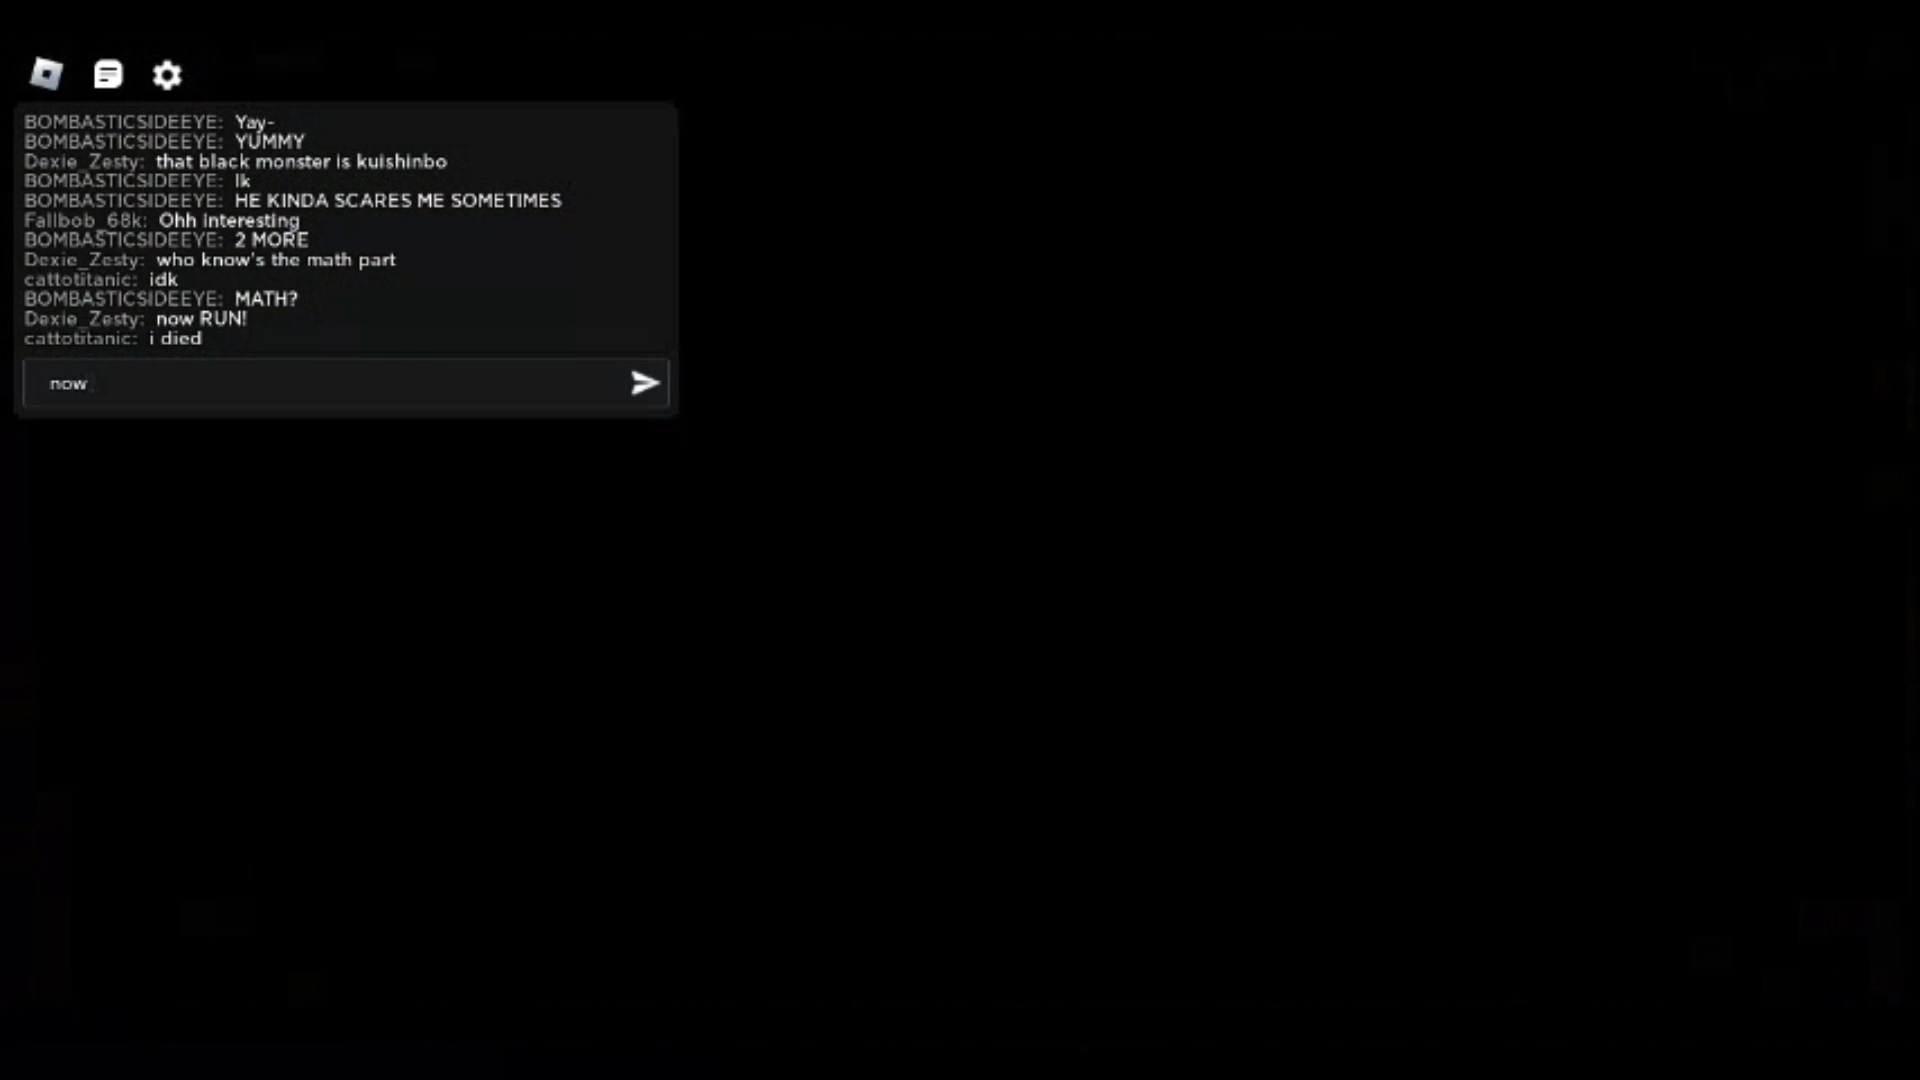 BOMBASTICSIDEEYE: Yay-
BOMBASTICSIDEEYE: YUMMY
Dexie_Zesty: that black monster is kuishinbo
BOMBASTICSIDEEYE: Ik
BOMBASTICSIDEEYE: HE KINDA SCARES ME SOMETIMES
Fallbob_68k: Ohh interesting
BOMBASTICSIDEEYE: 2 MORE
Dexie_Zesty: who know's the math part
cattotitanic: idk
BOMBASTICSIDEEYE: MATH?
Dexie_Zesty: now RUN!
cattotitanic: i died
now